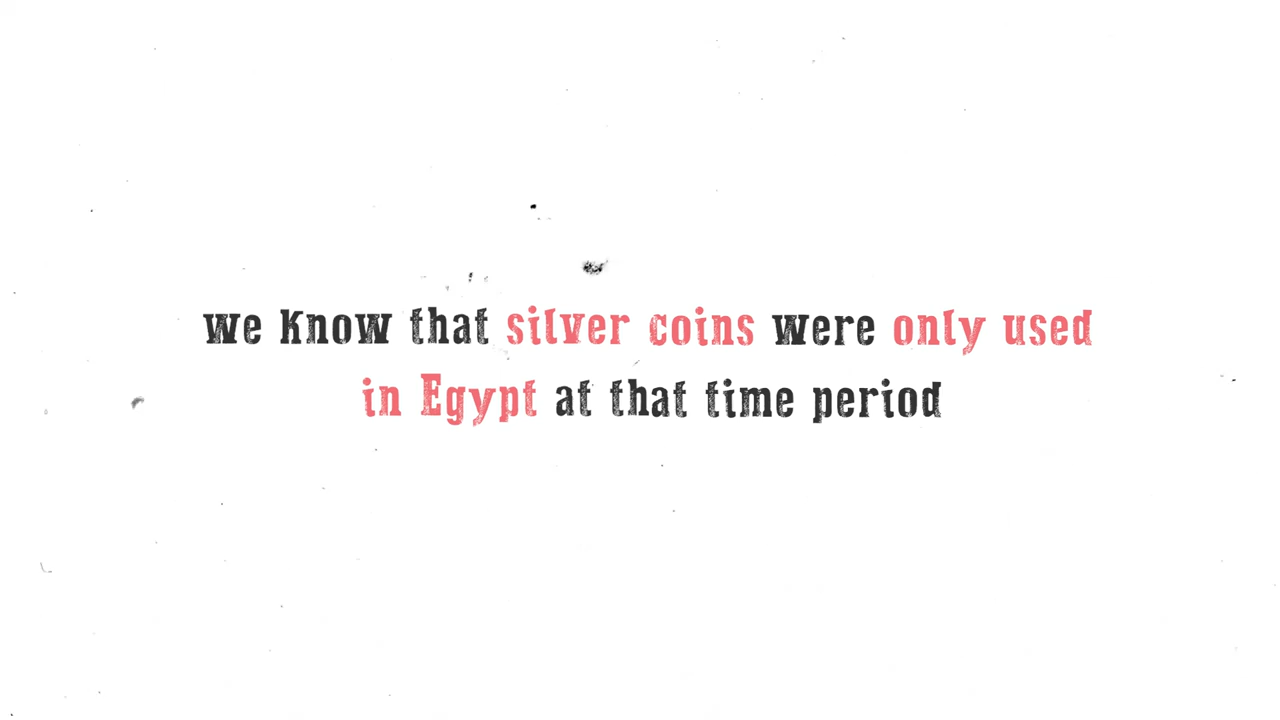 we know that silver coins were only used
in Egypt at that time period